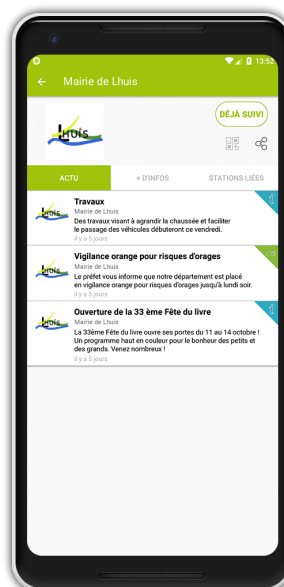 13:52
Mairie de Lhuis
Lhuis
DÉJÀ SUIVI
ACTU
+ D'INFOS
STATIONS LIÉES
Lhuis
Travaux
Mairie de Lhuis
Des travaux visant à agrandir la chaussée et faciliter
le passage des véhicules débuteront ce vendredi.
il y a 5 jours
Lhuis
Vigilance orange pour risques d'orages
Mairie de Lhuis
Le préfet vous informe que notre département est placé
en vigilance orange pour risques d'orages jusqu'à lundi soir.
il y a 5 jours
Lhuis
Ouverture de la 33 ème Fête du livre
Mairie de Lhuis
La 33ème Fête du livre ouvre ses portes du 11 au 14 octobre !
Un programme haut en couleur pour le bonheur des petits et
des grands. Venez nombreux !
il y a 5 jours